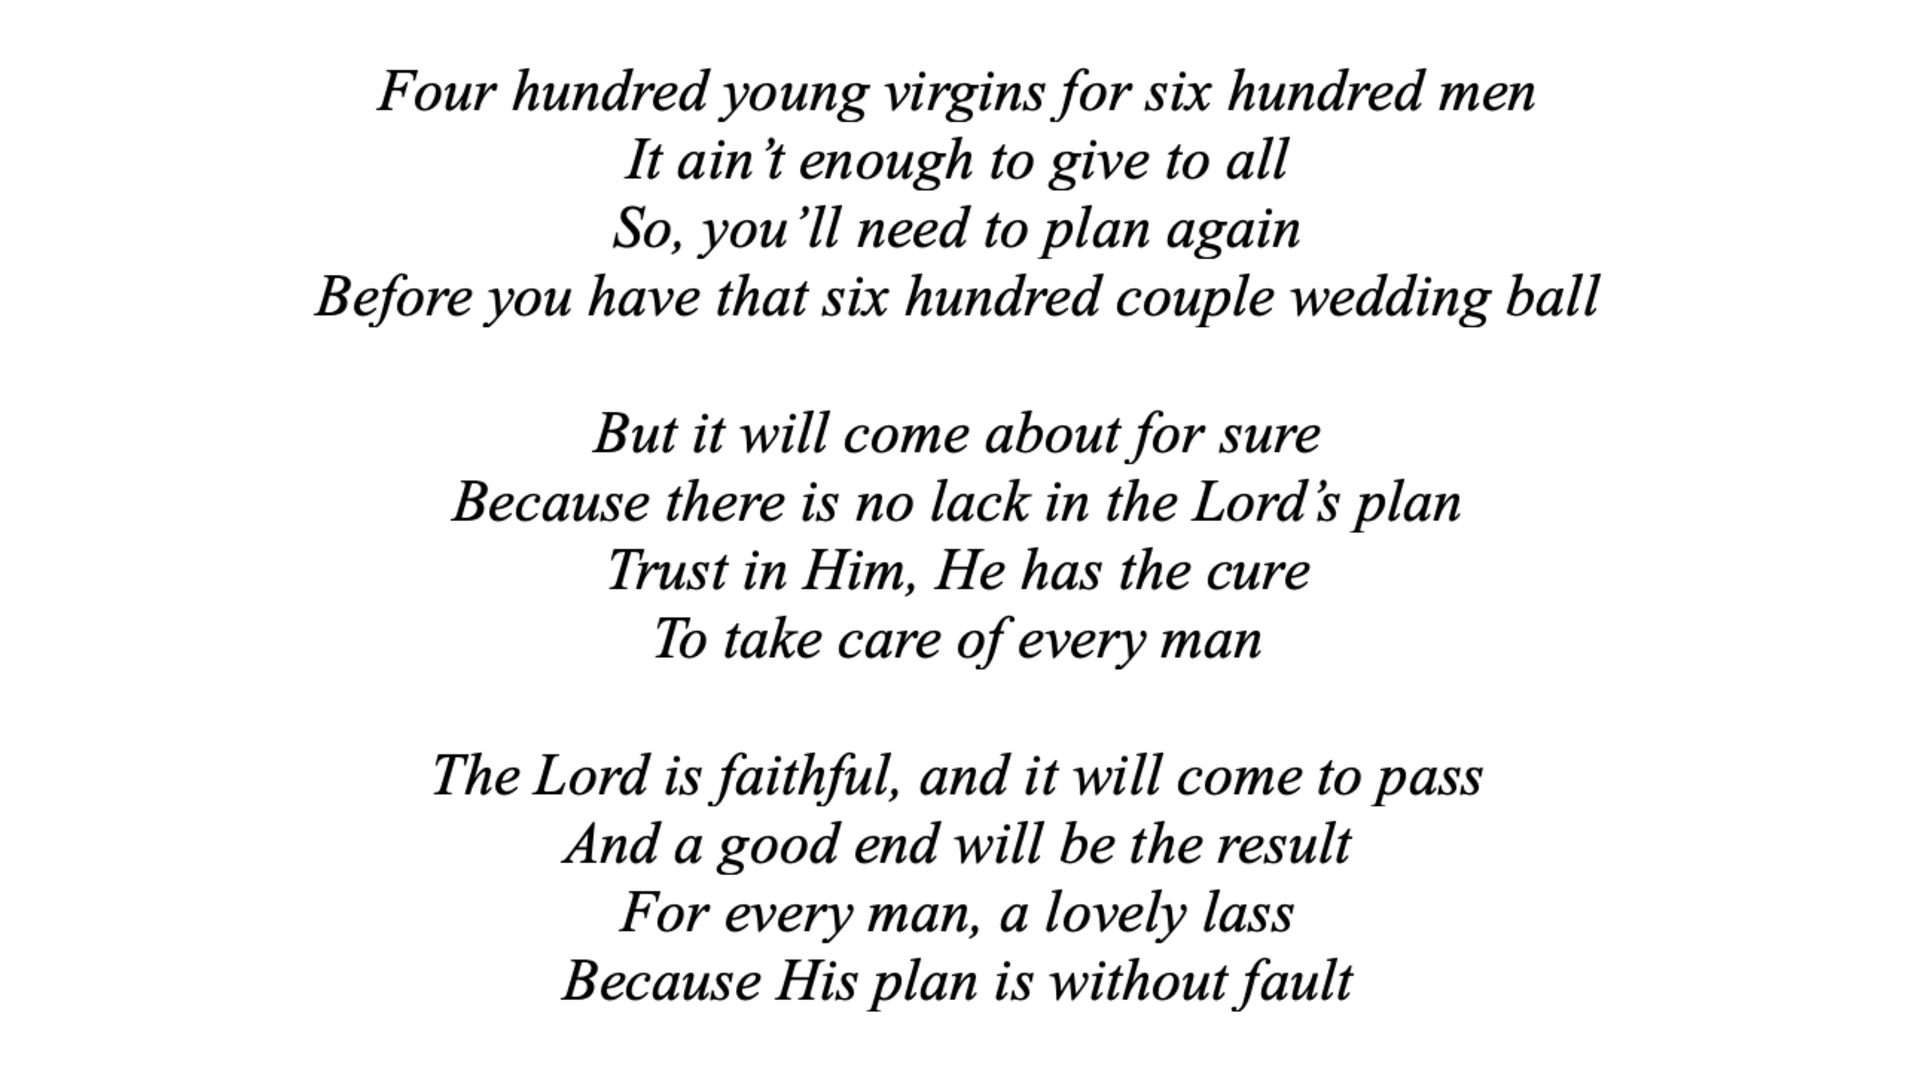 Four hundred young virgins for six hundred men
It ain’t enough to give to all
So, you’ll need to plan again
Before you have that six hundred couple wedding ball
But it will come about for sure
Because there is no lack in the Lord’s plan
Trust in Him, He has the cure
To take care of every man
The Lord is faithful, and it will come to pass
And a good end will be the result
For every man, a lovely lass
Because His plan is without fault